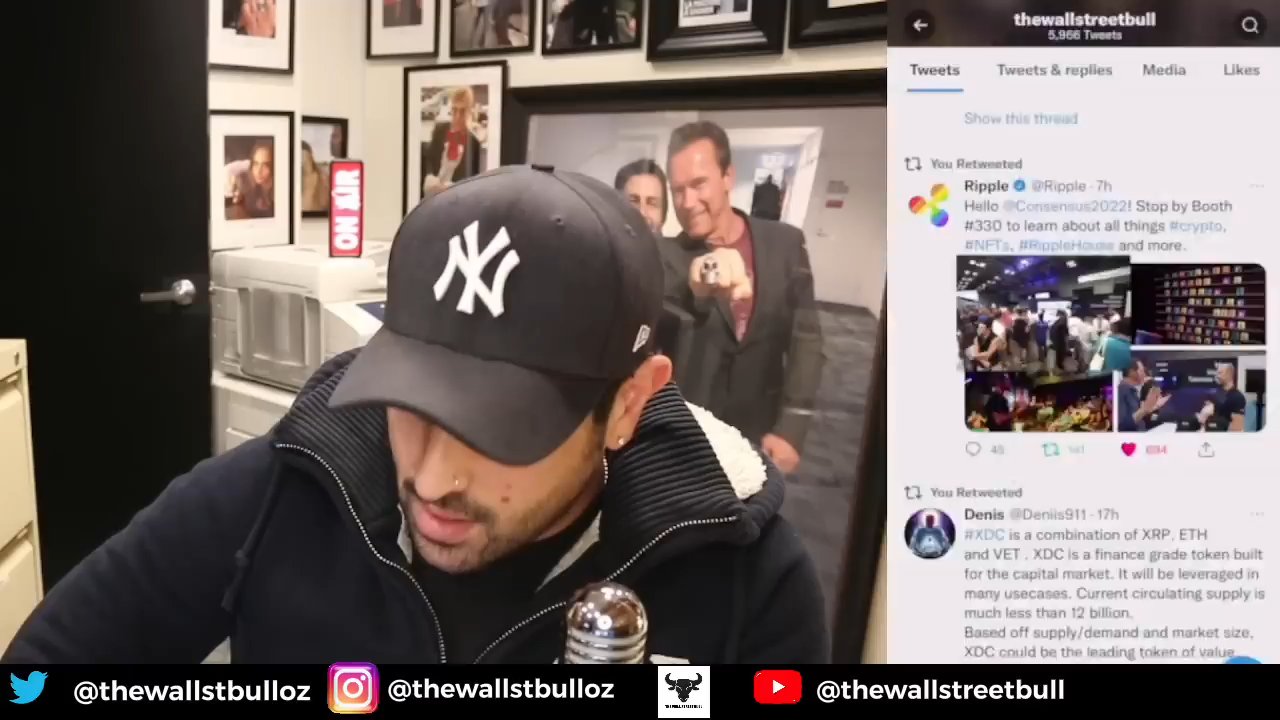 thewallstreetbull
5,966 Tweets
Tweets
Tweets & replies
Media
Likes
Show this thread
You Retweeted
Ripple @Ripple · 7h
Hello @Consensus2022! Stop by Booth
#330 to learn about all things #crypto,
#NFTs, #RippleHouse and more.
You Retweeted
Denis @Deniis911 · 17h
#XDC is a combination of XRP, ETH
and VET . XDC is a finance grade token built
for the capital market. It will be leveraged in
many usecases. Current circulating supply is
much less than 12 billion.
Based off supply/demand and market size,
XDC could be the leading token of value
ON AIR
NY
@thewallstbulloz
@thewallstbulloz
@thewallstreetbull